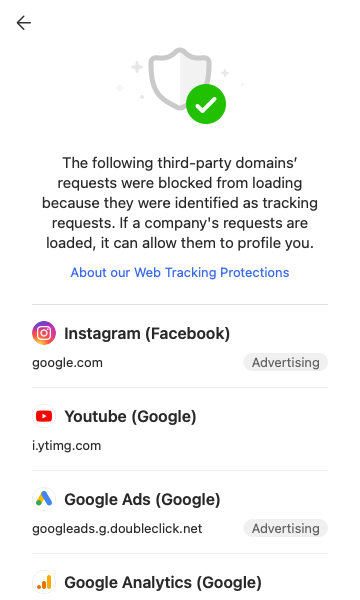 The following third-party domains’
requests were blocked from loading
because they were identified as tracking
requests. If a company's requests are
loaded, it can allow them to profile you.
About our Web Tracking Protections
Instagram (Facebook)
google.com Advertising
Youtube (Google)
i.ytimg.com
Google Ads (Google)
googleads.g.doubleclick.net Advertising
Google Analytics (Google)